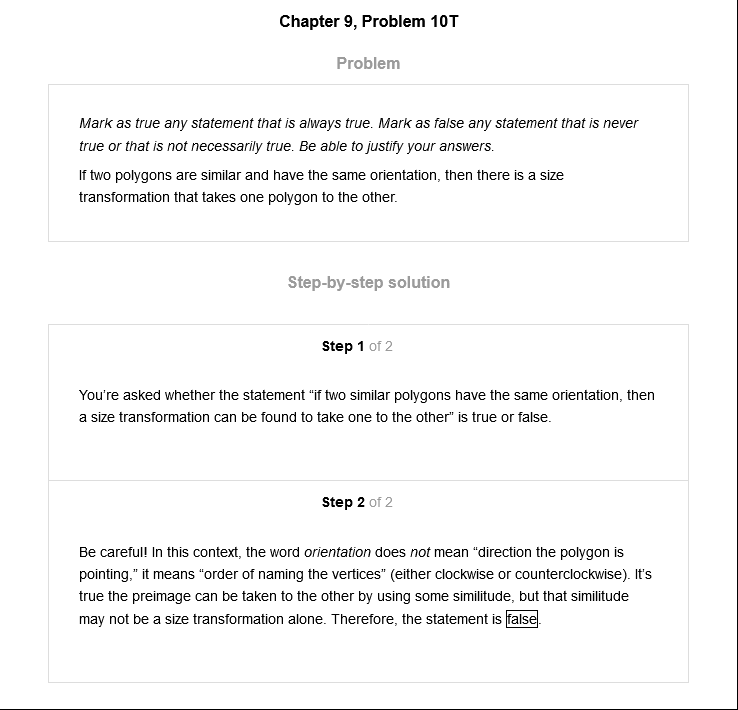 Chapter 9, Problem 10T
Problem
Mark as true any statement that is always true. Mark as false any statement that is never
true or that is not necessarily true. Be able to justify your answers.
If two polygons are similar and have the same orientation, then there is a size
transformation that takes one polygon to the other.
Step-by-step solution
Step 1 of 2
You’re asked whether the statement “if two similar polygons have the same orientation, then
a size transformation can be found to take one to the other” is true or false.
Step 2 of 2
Be careful! In this context, the word orientation does not mean “direction the polygon is
pointing,” it means “order of naming the vertices” (either clockwise or counterclockwise). It’s
true the preimage can be taken to the other by using some similitude, but that similitude
may not be a size transformation alone. Therefore, the statement is false.